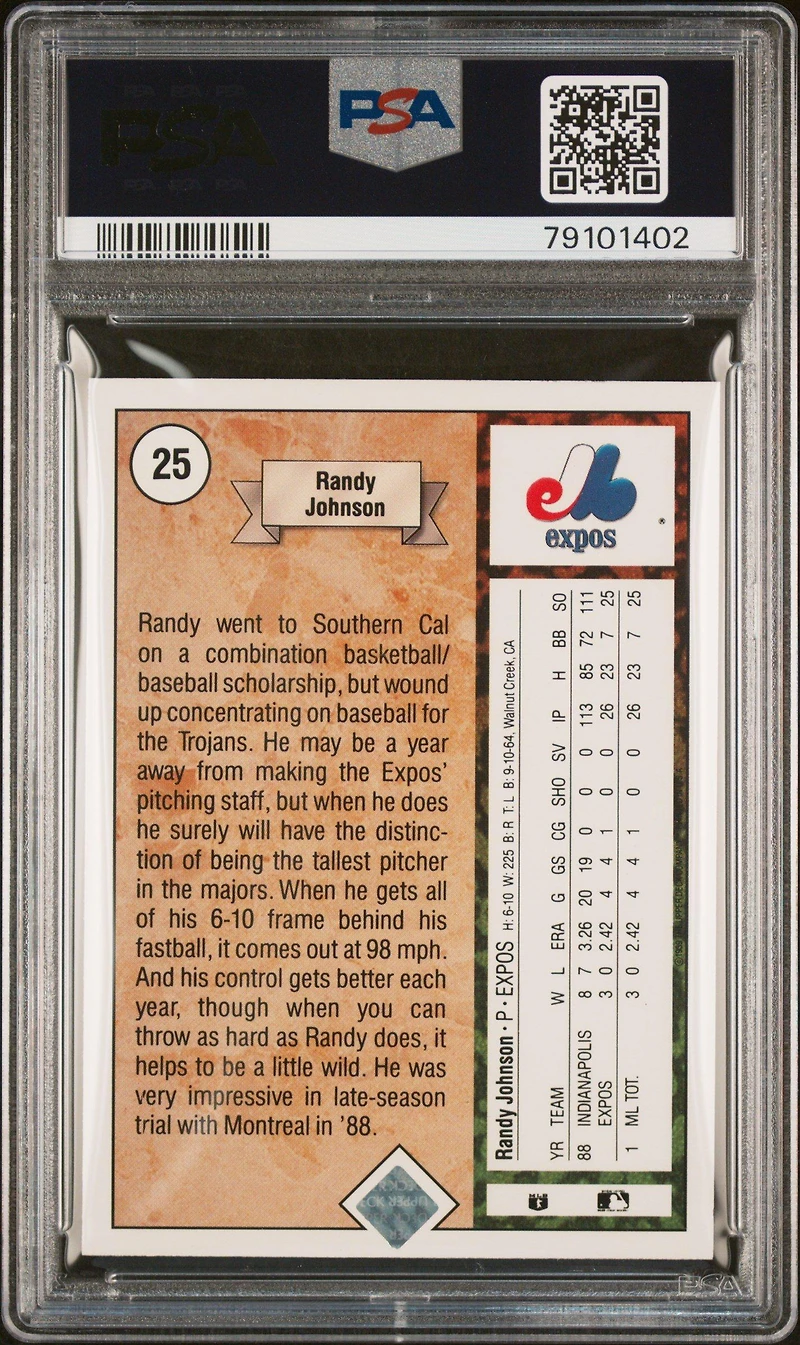 PSA
PSA
79101402
25
Randy
Johnson
expos
Randy went to Southern Cal
on a combination basketball/
baseball scholarship, but wound
up concentrating on baseball for
the Trojans. He may be a year
away from making the Expos'
pitching staff, but when he does
he surely will have the distinc-
tion of being the tallest pitcher
in the majors. When he gets all
of his 6-10 frame behind his
fastball, it comes out at 98 mph.
And his control gets better each
year, though when you can
throw as hard as Randy does, it
helps to be a little wild. He was
very impressive in late-season
trial with Montreal in '88.
Randy Johnson • P • EXPOS H: 6-10 W: 225 B: R T: L B: 9-10-64, Walnut Creek, CA
YR TEAM W L ERA G GS CG SHO SV IP H BB SO
88 INDIANAPOLIS 8 7 3.26 20 19 0 0 0 113 85 72 111
EXPOS 3 0 2.42 4 4 1 0 0 26 23 7 25
1 ML TOT. 3 0 2.42 4 4 1 0 0 26 23 7 25
UPPER
DECK
PSA